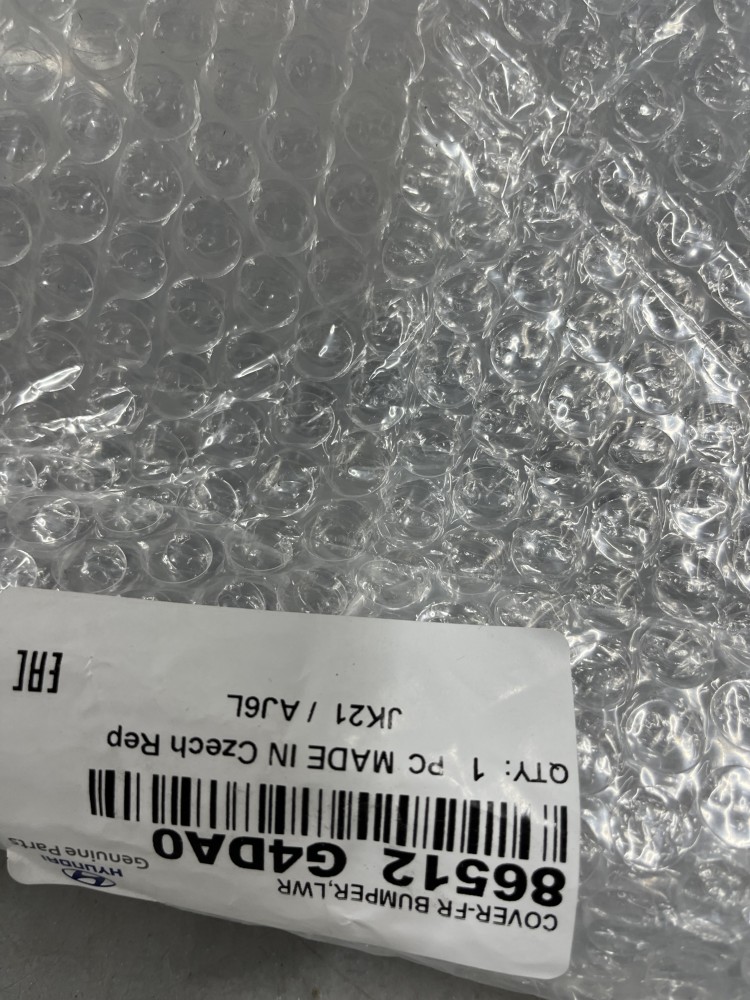 COVER-FR BUMPER,LWR
86512 G4DA0
HYUNDAI
Genuine Parts
QTY: 1 PC MADE IN Czech Rep
JK21 / AJ6L
EAC